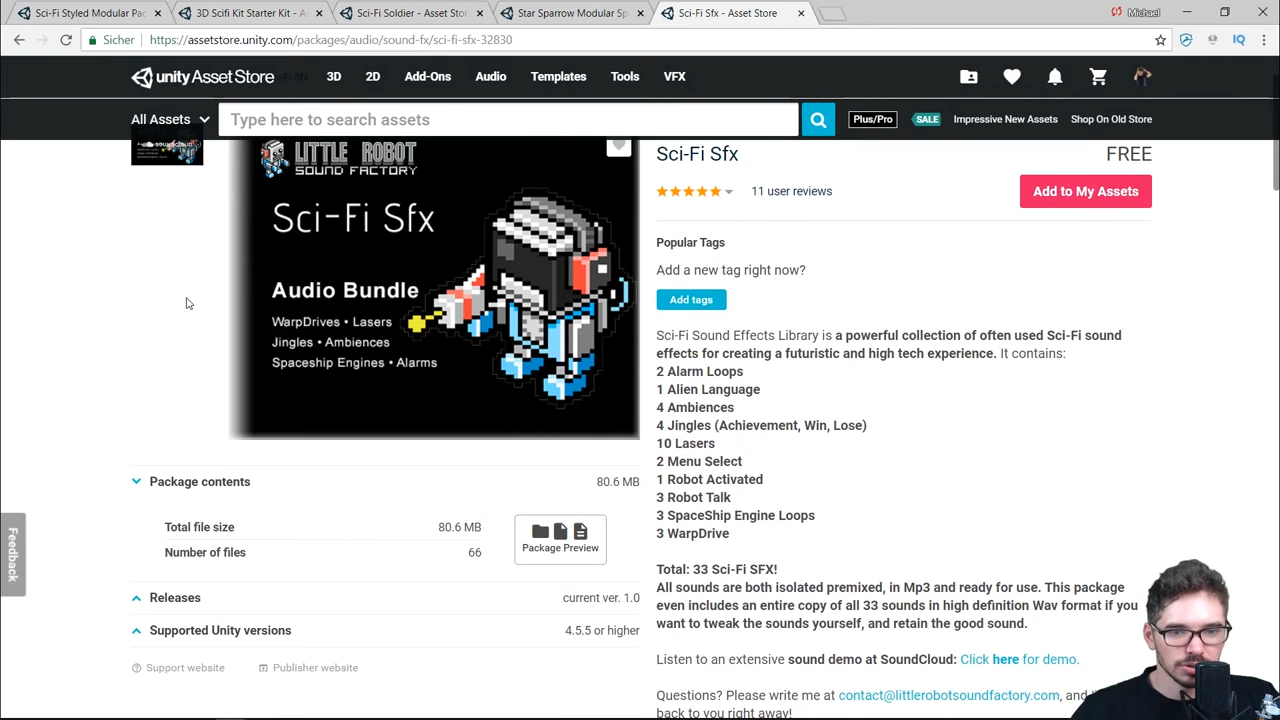 Sci-Fi Styled Modular Pac
3D Scifi Kit Starter Kit - A
Sci-Fi Soldier - Asset Sto
Star Sparrow Modular Sp
Sci-Fi Sfx - Asset Store
Michael
Sicher
https://assetstore.unity.com/packages/audio/sound-fx/sci-fi-sfx-32830
IQ
unity Asset Store
3D
2D
Add-Ons
Audio
Templates
Tools
VFX
All Assets
Type here to search assets
Plus/Pro
SALE
Impressive New Assets
Shop On Old Store
LITTLE ROBOT
SOUND FACTORY
Sci-Fi Sfx
Audio Bundle
WarpDrives • Lasers
Jingles • Ambiences
Spaceship Engines • Alarms
Package contents
80.6 MB
Total file size
80.6 MB
Number of files
66
Package Preview
Releases
current ver. 1.0
Supported Unity versions
4.5.5 or higher
Support website
Publisher website
Feedback
Sci-Fi Sfx
FREE
11 user reviews
Add to My Assets
Popular Tags
Add a new tag right now?
Add tags
Sci-Fi Sound Effects Library is a powerful collection of often used Sci-Fi sound
effects for creating a futuristic and high tech experience. It contains:
2 Alarm Loops
1 Alien Language
4 Ambiences
4 Jingles (Achievement, Win, Lose)
10 Lasers
2 Menu Select
1 Robot Activated
3 Robot Talk
3 SpaceShip Engine Loops
3 WarpDrive
Total: 33 Sci-Fi SFX!
All sounds are both isolated premixed, in Mp3 and ready for use. This package
even includes an entire copy of all 33 sounds in high definition Wav format if you
want to tweak the sounds yourself, and retain the good sound.
Listen to an extensive sound demo at SoundCloud: Click here for demo.
Questions? Please write me at contact@littlerobotsoundfactory.com, and
back to you right away!